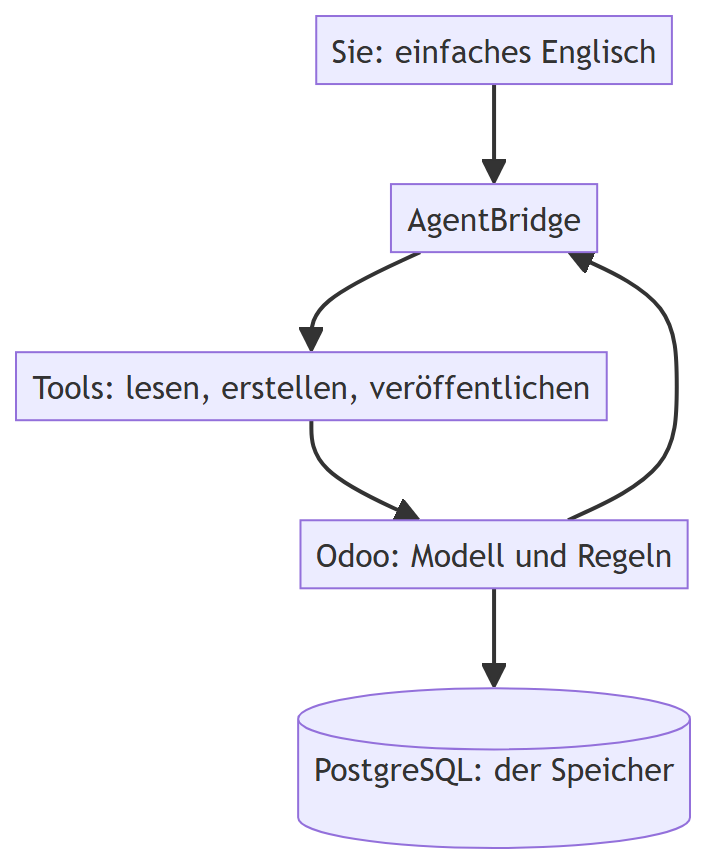 Sie: einfaches Englisch
AgentBridge
Tools: lesen, erstellen, veröffentlichen
Odoo: Modell und Regeln
PostgreSQL: der Speicher